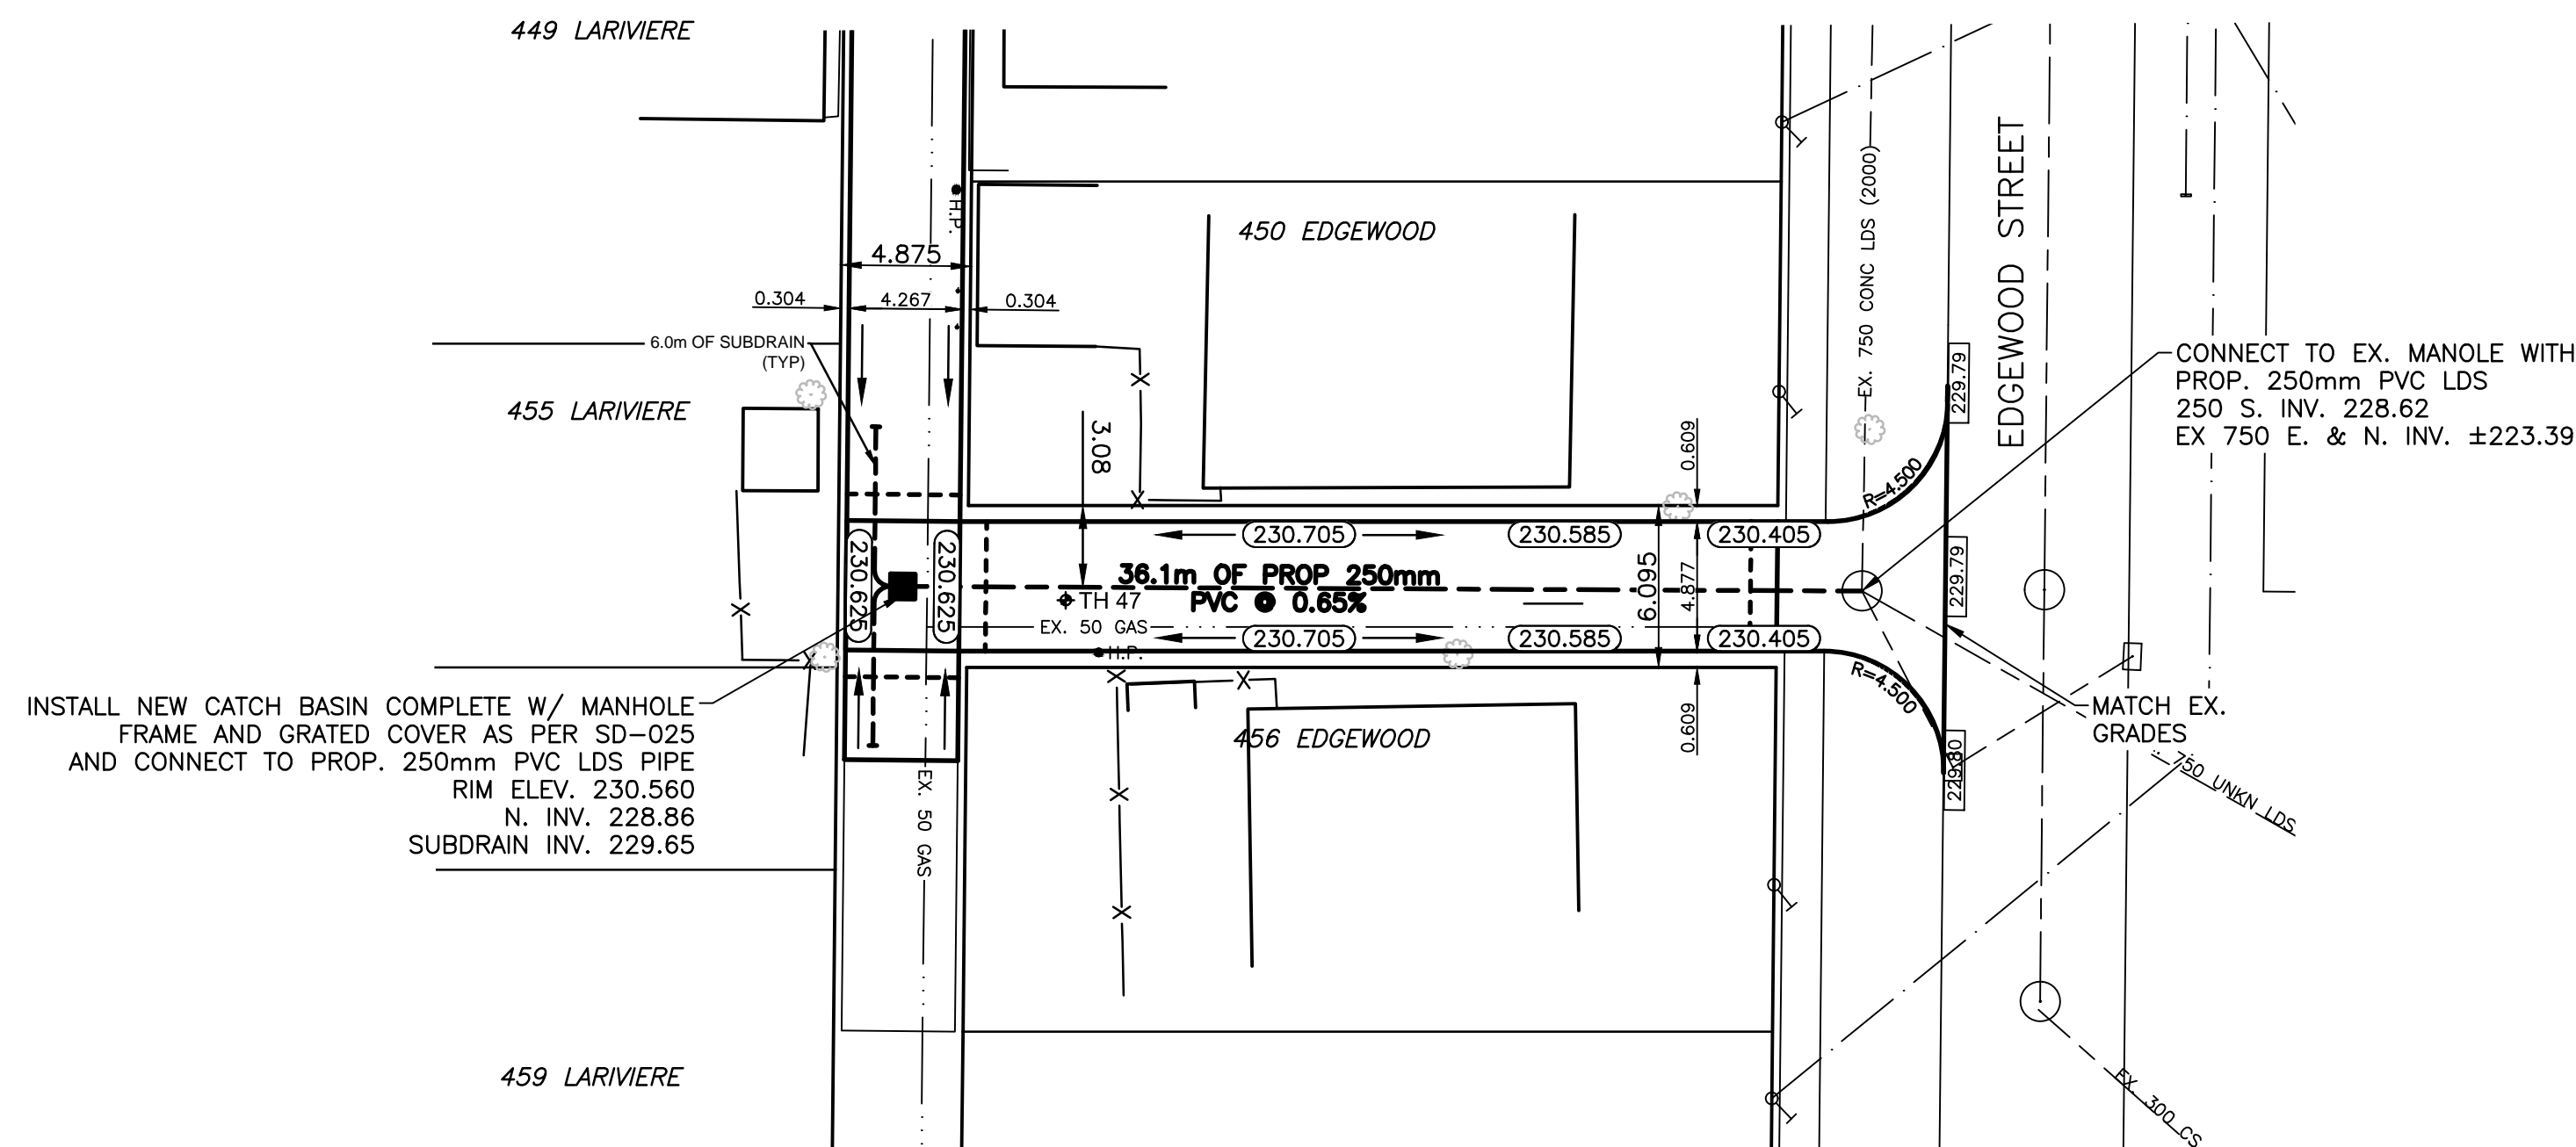 449 LARIVIERE
450 EDGEWOOD
EX. 750 CONC LDS (2000)
EDGEWOOD STREET
H.P.
4.875
0.304
4.267
0.304
6.0m OF SUBDRAIN
(TYP)
455 LARIVIERE
3.08
0.609
R=4.500
229.79
CONNECT TO EX. MANOLE WITH
PROP. 250mm PVC LDS
250 S. INV. 228.62
EX 750 E. & N. INV. ±223.39
230.705
230.585
230.405
230.625
230.625
36.1m OF PROP 250mm
PVC @ 0.65%
TH 47
EX. 50 GAS
6.095
4.877
229.79
230.705
230.585
230.405
H.P.
R=4.500
0.609
INSTALL NEW CATCH BASIN COMPLETE W/ MANHOLE
FRAME AND GRATED COVER AS PER SD-025
AND CONNECT TO PROP. 250mm PVC LDS PIPE
RIM ELEV. 230.560
N. INV. 228.86
SUBDRAIN INV. 229.65
456 EDGEWOOD
MATCH EX.
GRADES
229.80
750 UNKN LDS
EX. 50 GAS
459 LARIVIERE
EX. 300 CS